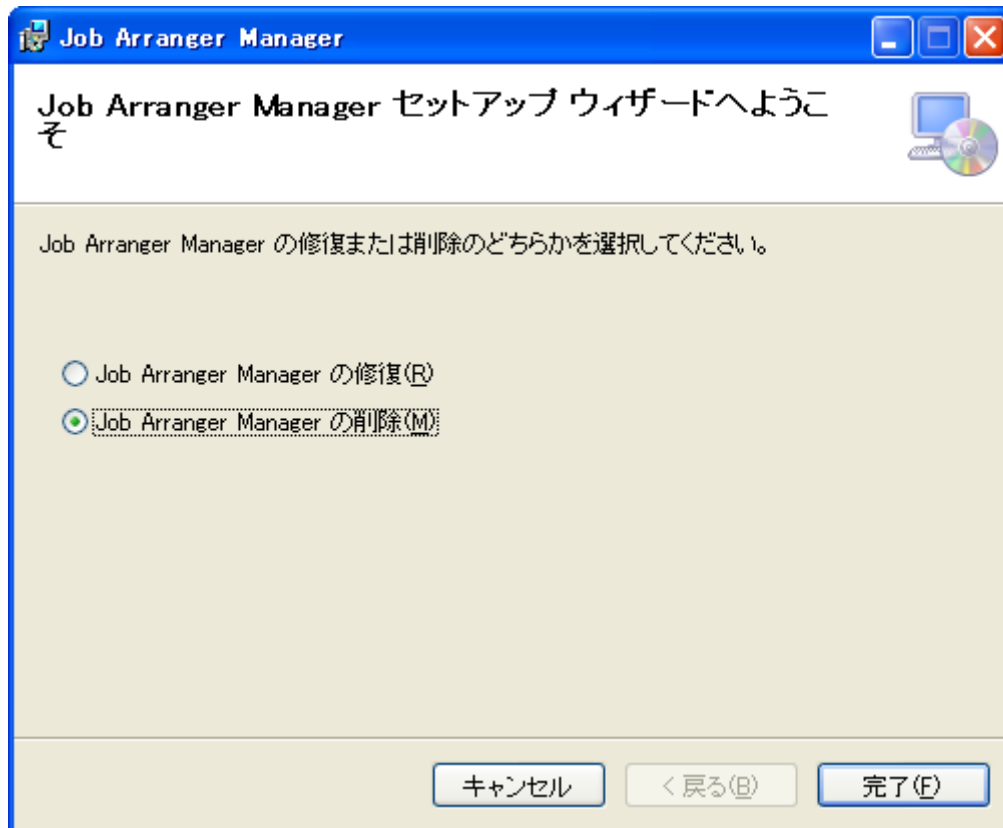 Job Arranger Manager
Job Arranger Manager セットアップ ウィザードへようこ
そ
Job Arranger Manager の修復または削除のどちらかを選択してください。
Job Arranger Manager の修復(R)
Job Arranger Manager の削除(M)
キャンセル
< 戻る(B)
完了(F)